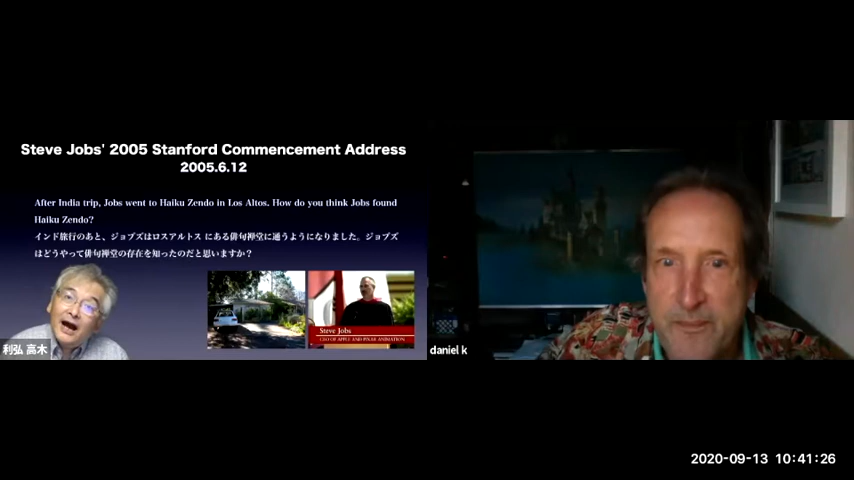 Steve Jobs' 2005 Stanford Commencement Address
2005.6.12
After India trip, Jobs went to Haiku Zendo in Los Altos. How do you think Jobs found
Haiku Zendo?
インド旅行のあと、ジョブズはロスアルトス にある俳句禅堂に通うようになりました。ジョブズ
はどうやって俳句禅堂の存在を知ったのだと思いますか？
Steve Jobs
CEO OF APPLE AND PIXAR ANIMATION
利弘 高木
daniel k
2020-09-13 10:41:26